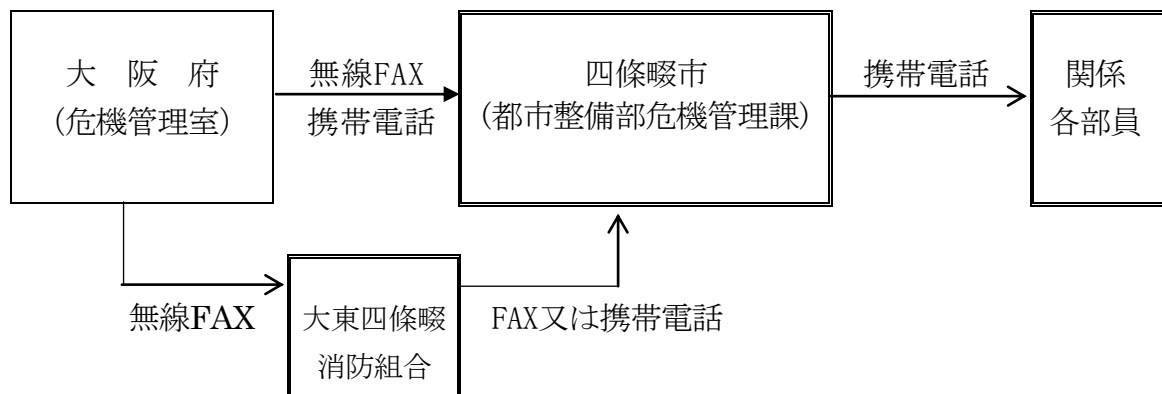 大　阪　府
(危機管理室)
無線FAX
携帯電話
四條畷市
(都市整備部危機管理課)
携帯電話
関係
各部員
無線FAX
大東四條畷
消防組合
FAX又は携帯電話